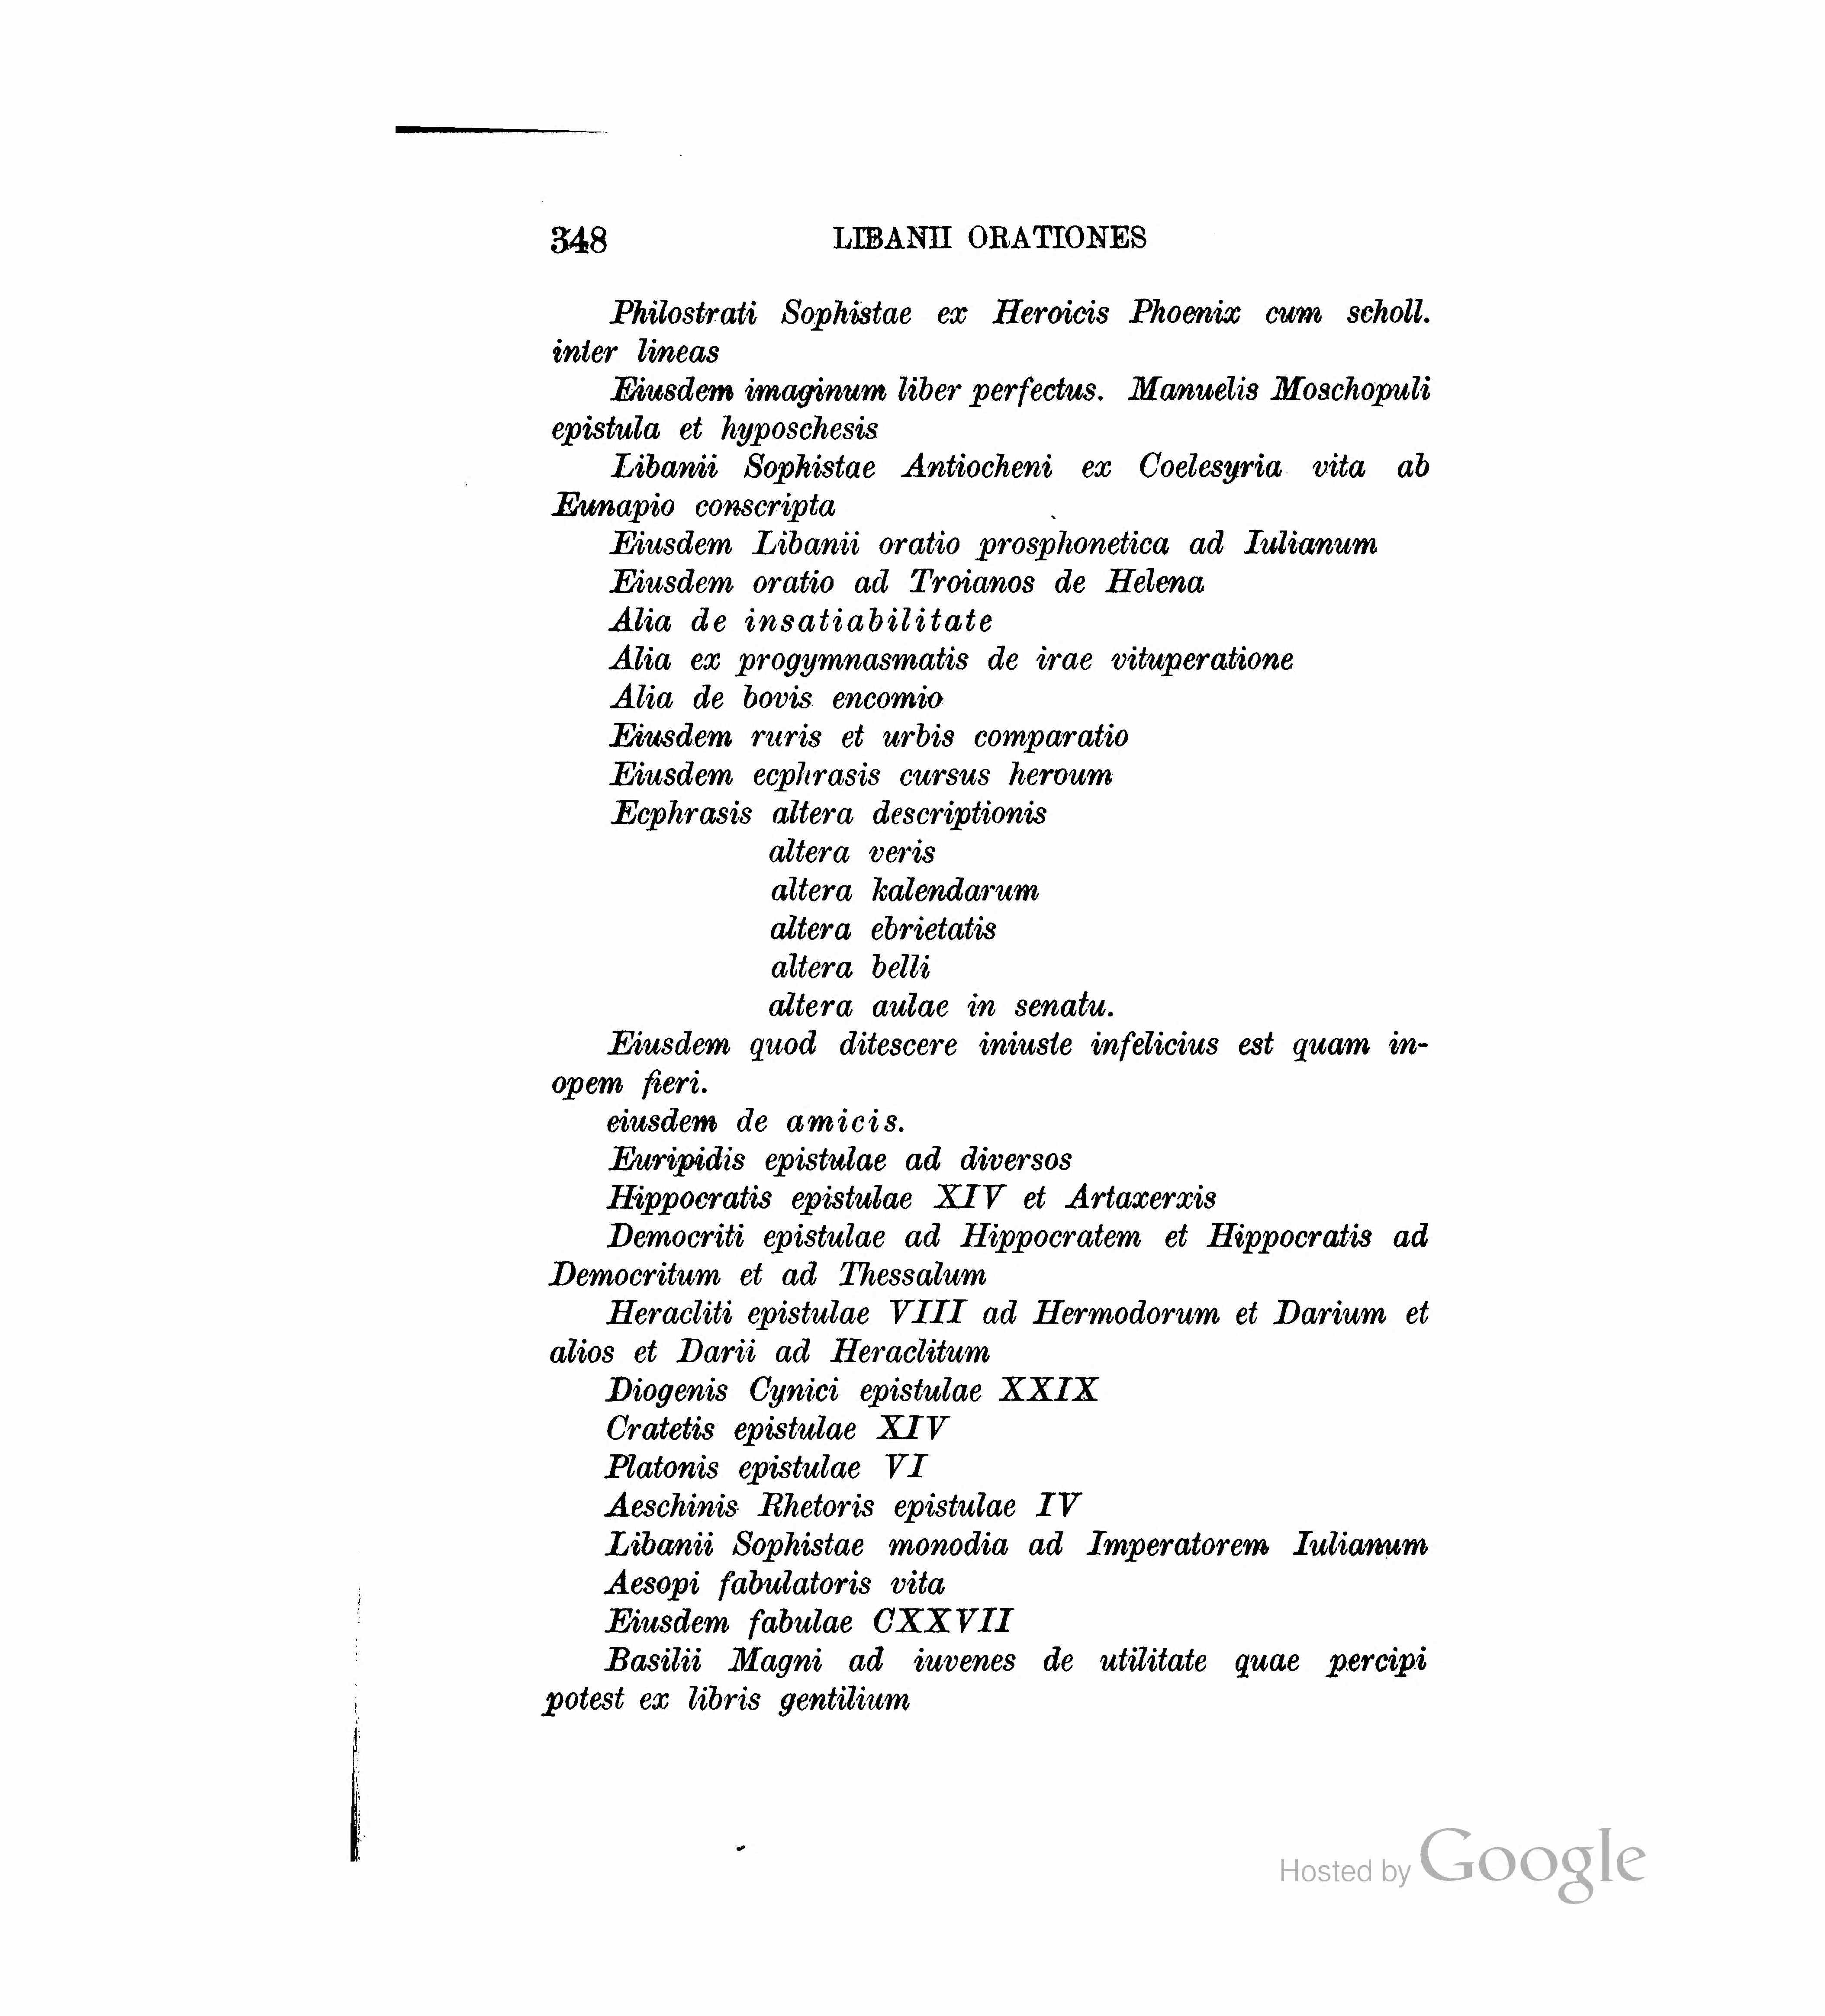 348 LIBANII ORATIONES
Philostrati Sophistae ex Heroicis Phoenix cum scholl.
inter lineas
Eiusdem imaginum liber perfectus. Manuelis Moschopuli
epistula et hyposchesis
Libanii Sophistae Antiocheni ex Coelesyria vita ab
Eunapio conscripta
Eiusdem Libanii oratio prosphonetica ad Iulianum
Eiusdem oratio ad Troianos de Helena
Alia de insatiabilitate
Alia ex progymnasmatis de irae vituperatione
Alia de bovis encomio
Eiusdem ruris et urbis comparatio
Eiusdem ecphrasis cursus heroum
Ecphrasis altera descriptionis
altera veris
altera kalendarum
altera ebrietatis
altera belli
altera aulae in senatu.
Eiusdem quod ditescere iniuste infelicius est quam in-
opem fieri.
eiusdem de amicis.
Euripidis epistulae ad diversos
Hippocratis epistulae XIV et Artaxerxis
Democriti epistulae ad Hippocratem et Hippocratis ad
Democritum et ad Thessalum
Heracliti epistulae VIII ad Hermodorum et Darium et
alios et Darii ad Heraclitum
Diogenis Cynici epistulae XXIX
Cratetis epistulae XIV
Platonis epistulae VI
Aeschinis Rhetoris epistulae IV
Libanii Sophistae monodia ad Imperatorem Iulianum
Aesopi fabulatoris vita
Eiusdem fabulae CXXVII
Basilii Magni ad iuvenes de utilitate quae percipi
potest ex libris gentilium
Hosted by Google